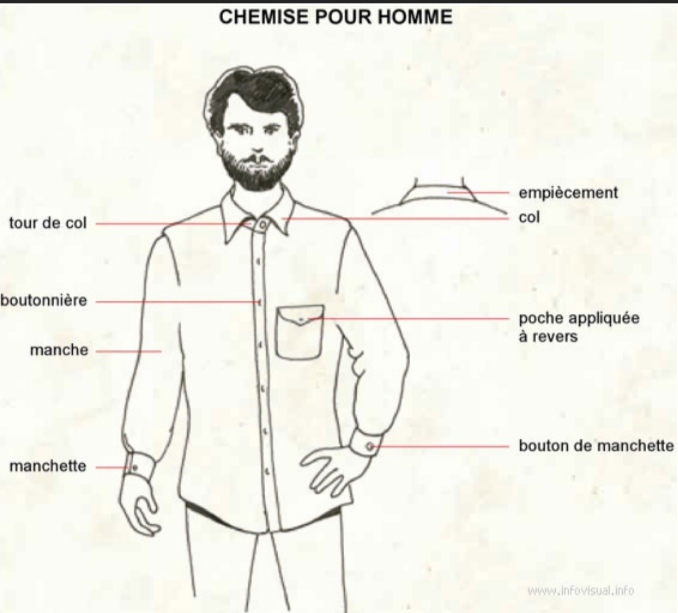 CHEMISE POUR HOMME
empiècement
tour de col
col
boutonnière
poche appliquée
à revers
manche
bouton de manchette
manchette
www.infovisual.info